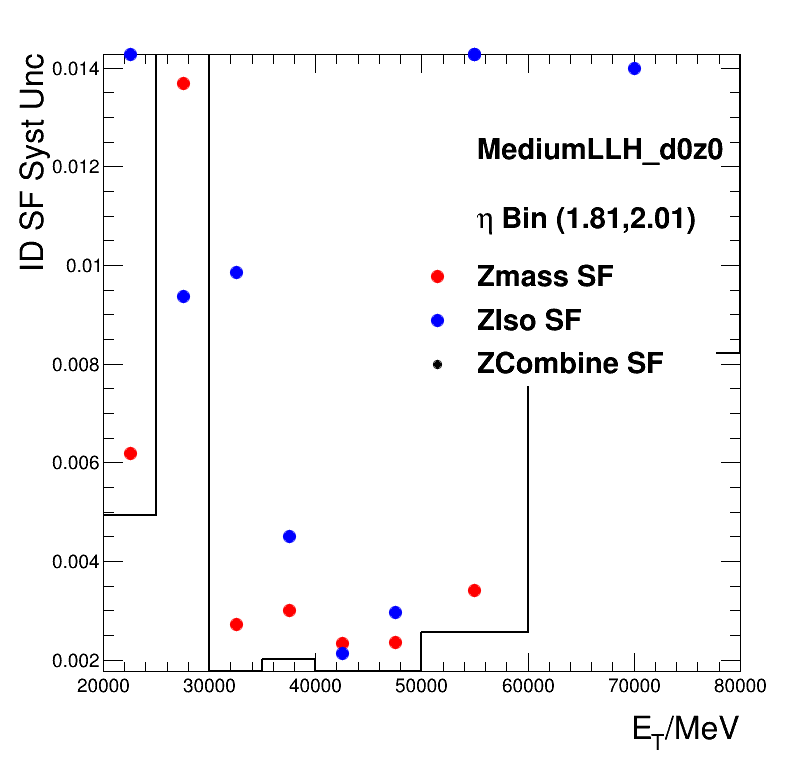 ID SF Syst Unc
0.014
0.012
0.01
0.008
0.006
0.004
0.002
MediumLLH_d0z0
η Bin (1.81,2.01)
Zmass SF
ZIso SF
ZCombine SF
20000 30000 40000 50000 60000 70000 80000
E_T/MeV